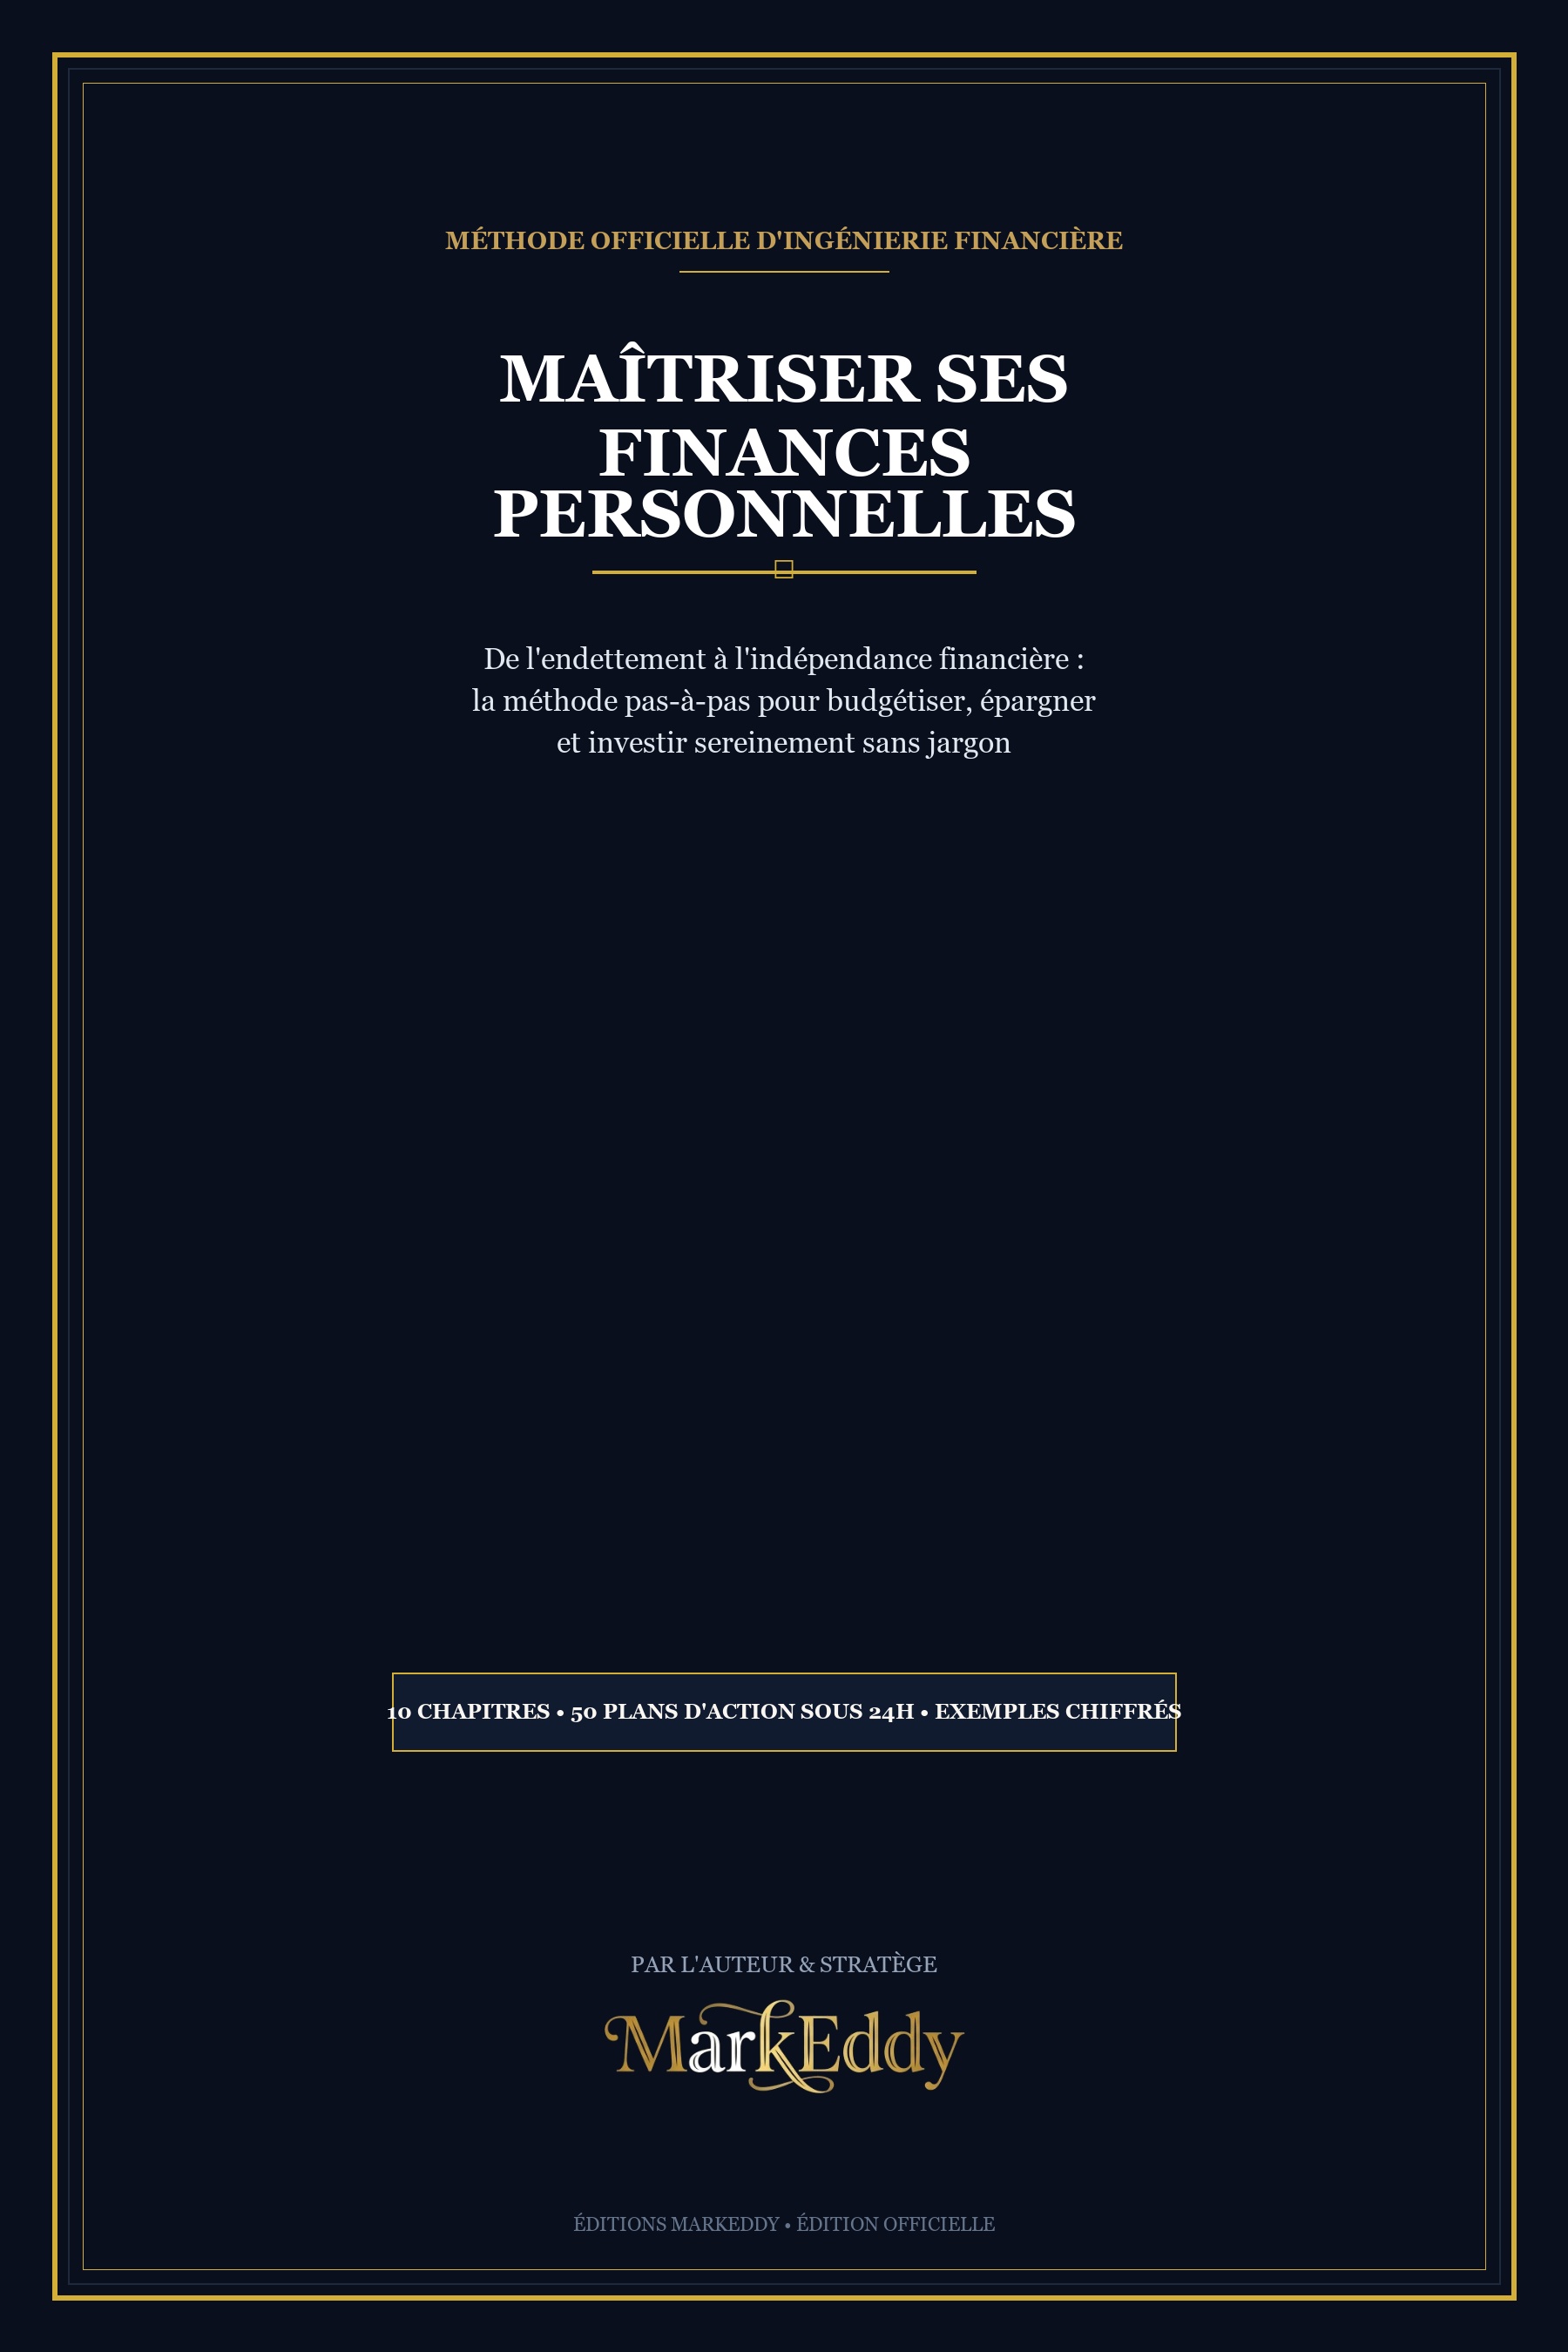 MÉTHODE OFFICIELLE D'INGÉNIERIE FINANCIÈRE
MAÎTRISER SES
FINANCES
PERSONNELLES
De l'endettement à l'indépendance financière :
la méthode pas-à-pas pour budgétiser, épargner
et investir sereinement sans jargon
10 CHAPITRES • 50 PLANS D'ACTION SOUS 24H • EXEMPLES CHIFFRÉS
PAR L'AUTEUR & STRATÈGE
MarkEddy
ÉDITIONS MARKEDDY • ÉDITION OFFICIELLE